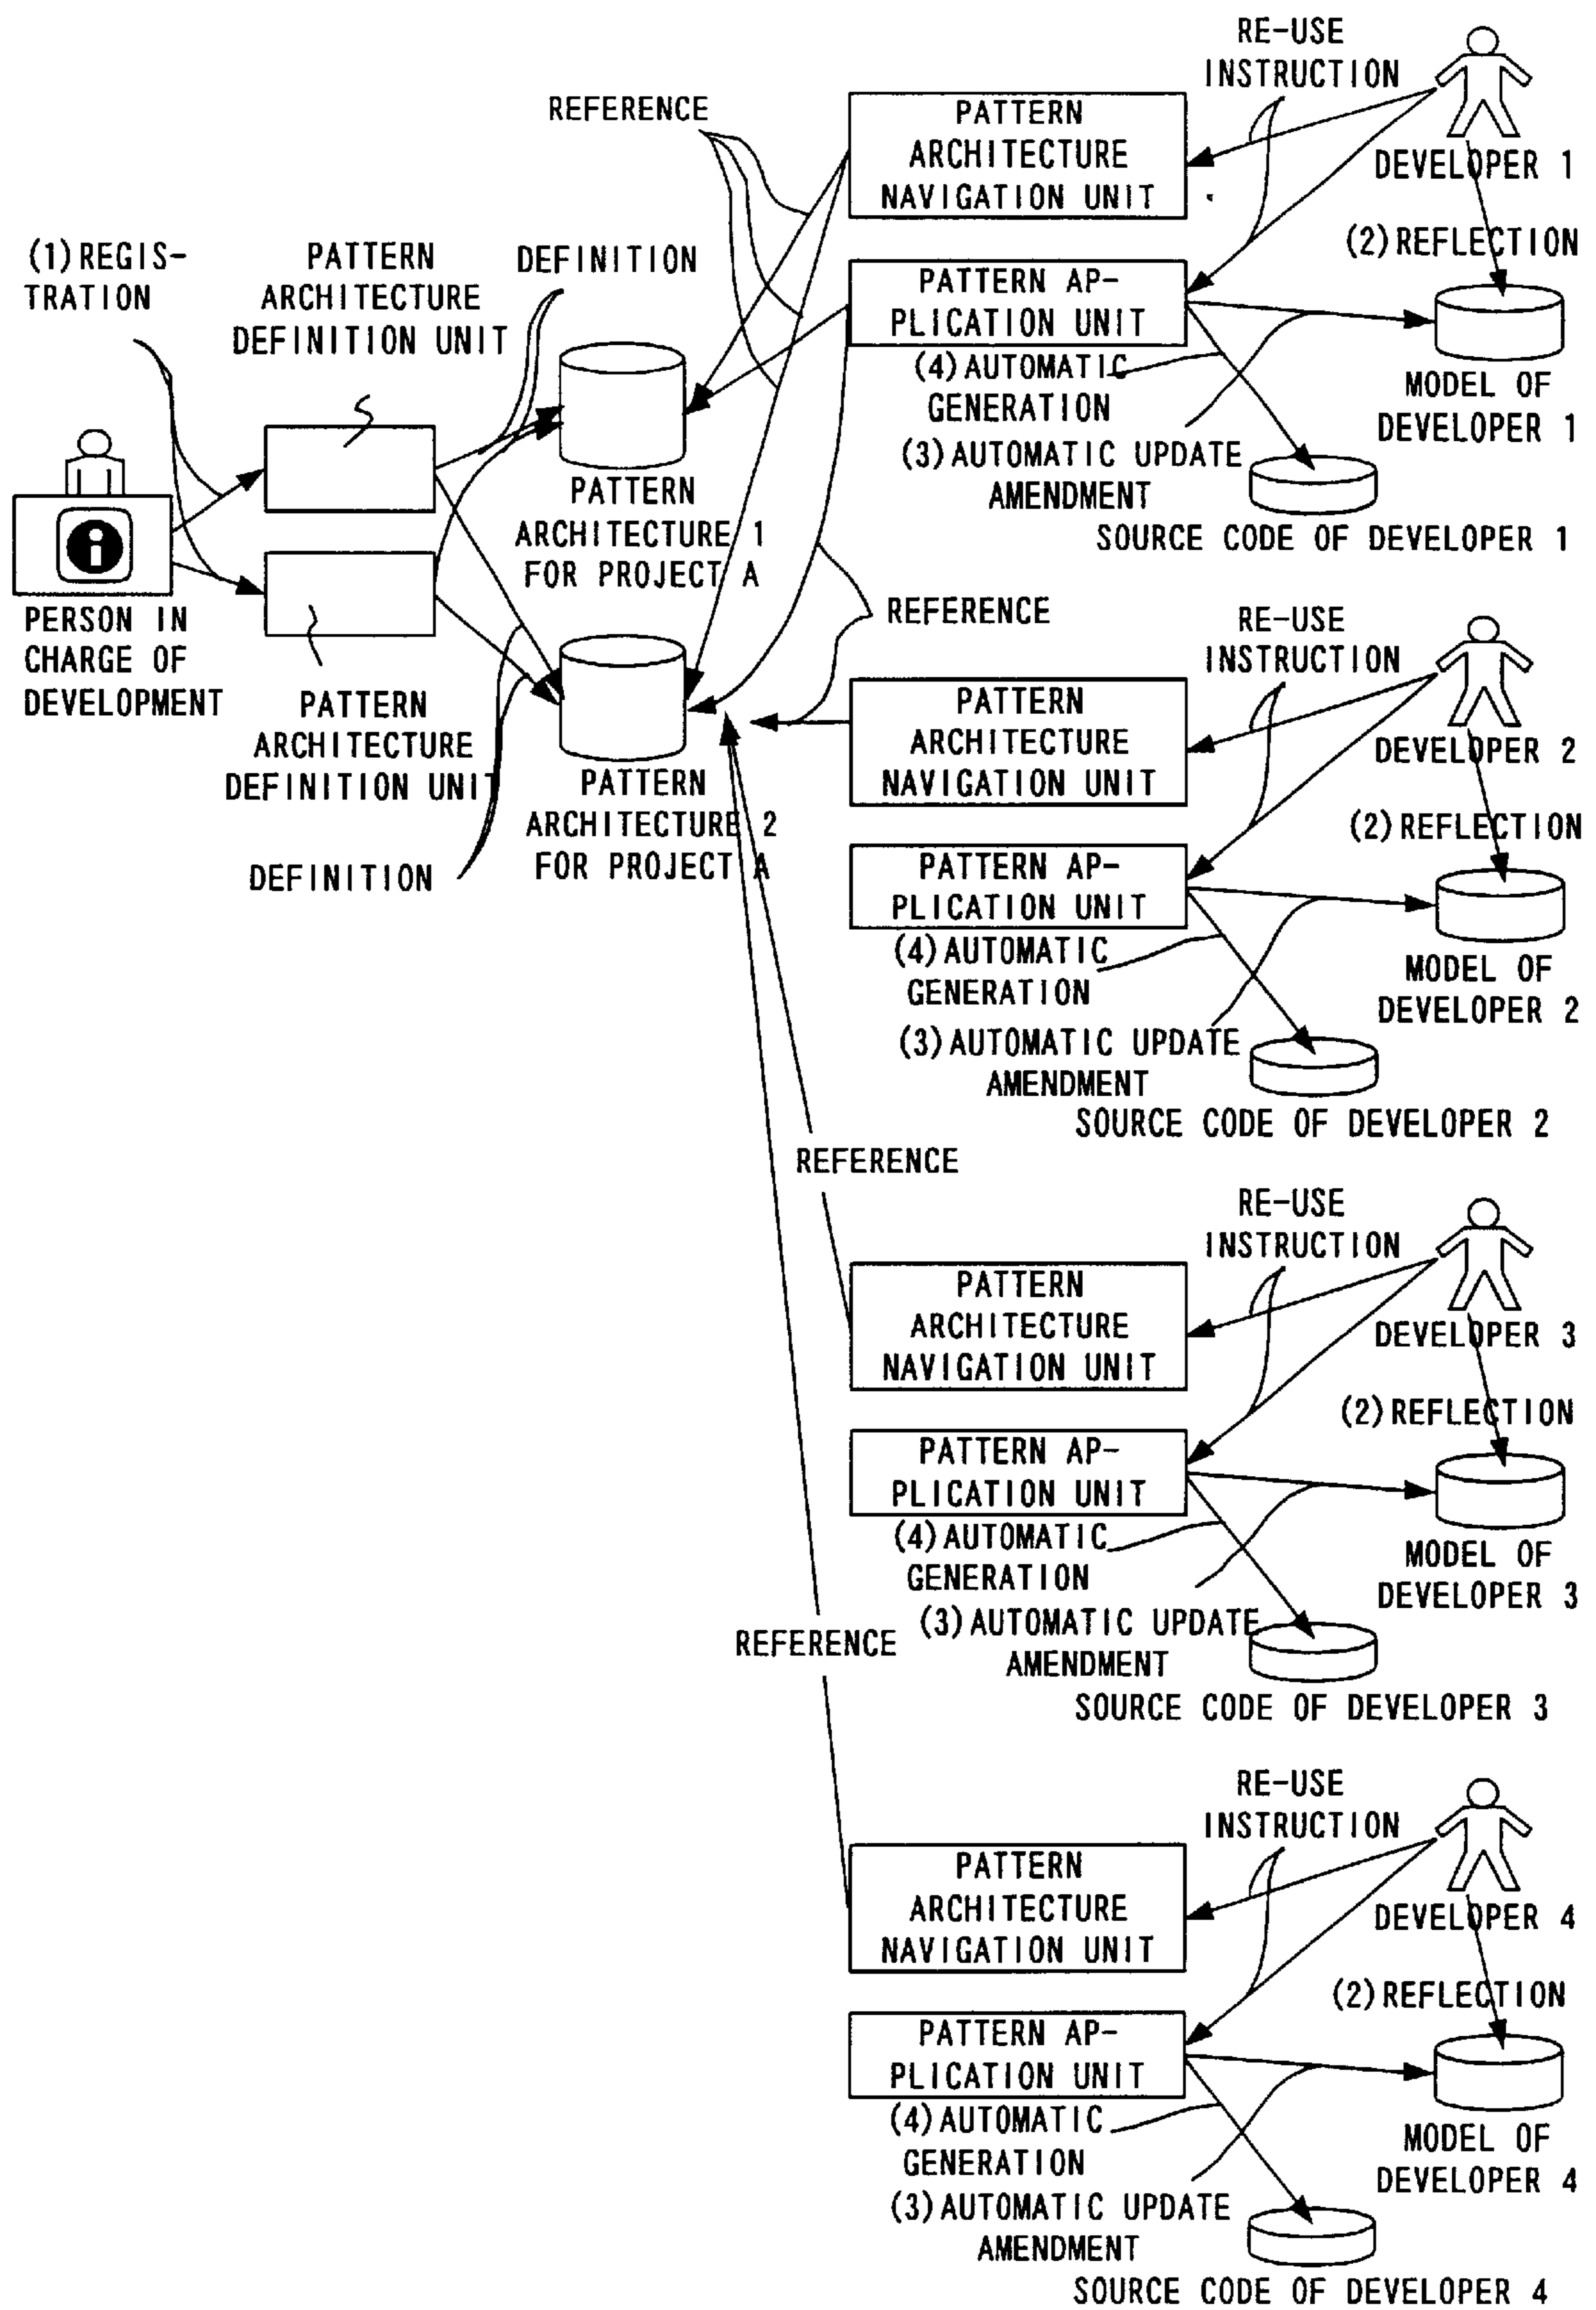 (1) REGIS-
TRATION
PATTERN
ARCHITECTURE
DEFINITION UNIT
DEFINITION
REFERENCE
PERSON IN
CHARGE OF
DEVELOPMENT
PATTERN
ARCHITECTURE
DEFINITION UNIT
DEFINITION
PATTERN
ARCHITECTURE 1
FOR PROJECT A
PATTERN
ARCHITECTURE 2
FOR PROJECT A
REFERENCE
REFERENCE
REFERENCE
RE-USE
INSTRUCTION
PATTERN
ARCHITECTURE
NAVIGATION UNIT
DEVELOPER 1
(2) REFLECTION
PATTERN AP-
PLICATION UNIT
(4) AUTOMATIC
GENERATION
MODEL OF
DEVELOPER 1
(3) AUTOMATIC UPDATE
AMENDMENT
SOURCE CODE OF DEVELOPER 1
RE-USE
INSTRUCTION
PATTERN
ARCHITECTURE
NAVIGATION UNIT
DEVELOPER 2
(2) REFLECTION
PATTERN AP-
PLICATION UNIT
(4) AUTOMATIC
GENERATION
MODEL OF
DEVELOPER 2
(3) AUTOMATIC UPDATE
AMENDMENT
SOURCE CODE OF DEVELOPER 2
RE-USE
INSTRUCTION
PATTERN
ARCHITECTURE
NAVIGATION UNIT
DEVELOPER 3
(2) REFLECTION
PATTERN AP-
PLICATION UNIT
(4) AUTOMATIC
GENERATION
MODEL OF
DEVELOPER 3
(3) AUTOMATIC UPDATE
AMENDMENT
SOURCE CODE OF DEVELOPER 3
RE-USE
INSTRUCTION
PATTERN
ARCHITECTURE
NAVIGATION UNIT
DEVELOPER 4
(2) REFLECTION
PATTERN AP-
PLICATION UNIT
(4) AUTOMATIC
GENERATION
MODEL OF
DEVELOPER 4
(3) AUTOMATIC UPDATE
AMENDMENT
SOURCE CODE OF DEVELOPER 4